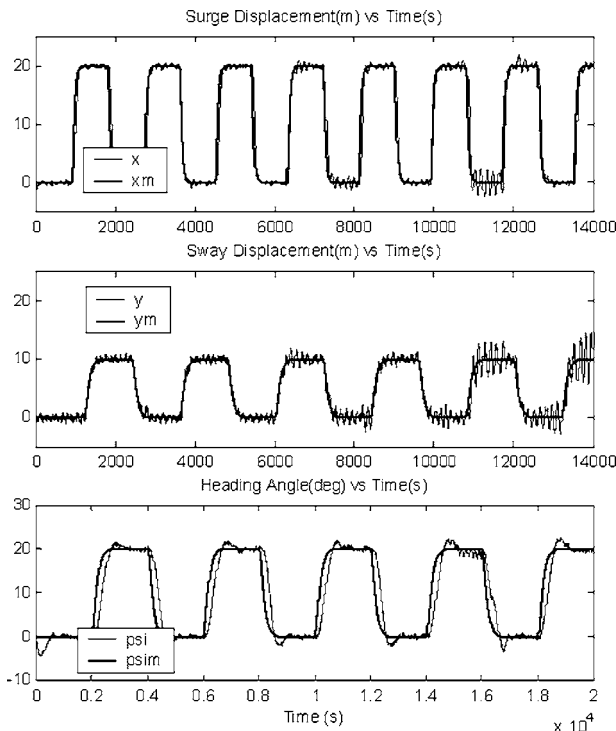 Surge Displacement(m) vs Time(s)
20
10
0
x
xm
0 2000 4000 6000 8000 10000 12000 14000
Sway Displacement(m) vs Time(s)
20
10
0
y
ym
0 2000 4000 6000 8000 10000 12000 14000
Heading Angle(deg) vs Time(s)
30
20
10
0
-10
psi
psim
0 0.2 0.4 0.6 0.8 1 1.2 1.4 1.6 1.8 2
Time (s)
x 10^4